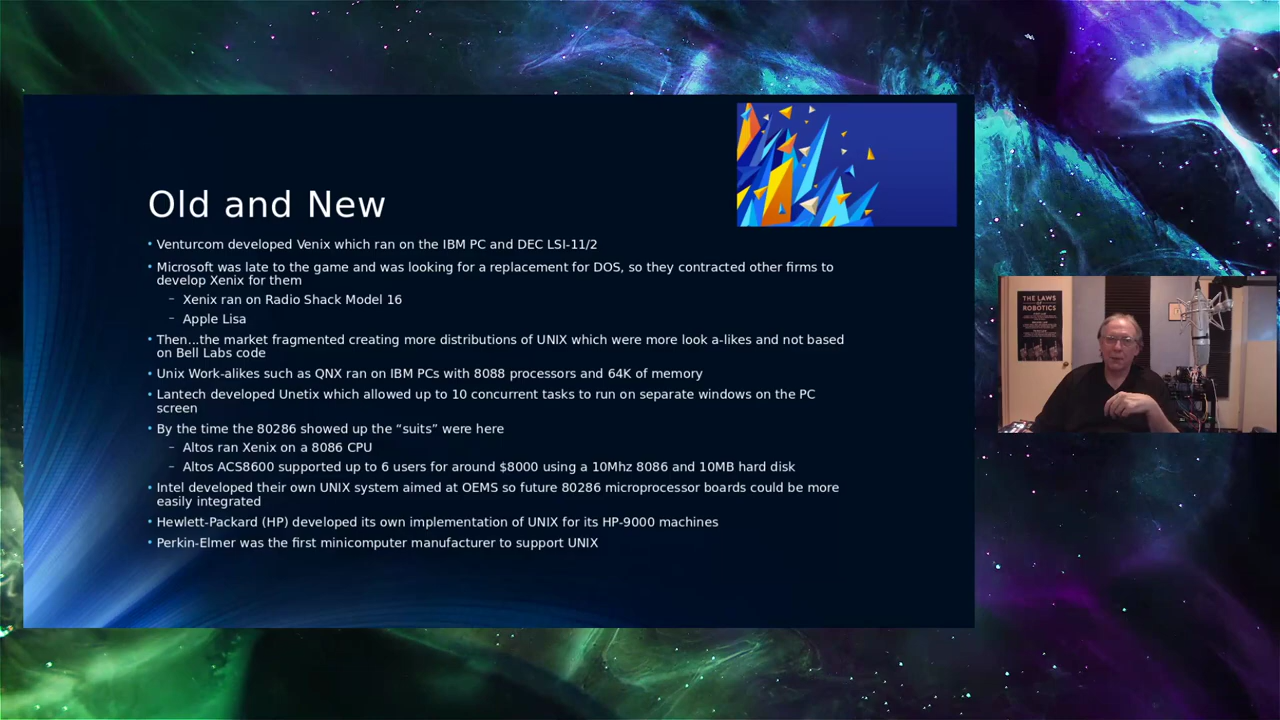 Old and New
• Venturcom developed Venix which ran on the IBM PC and DEC LSI-11/2
• Microsoft was late to the game and was looking for a replacement for DOS, so they contracted other firms to
develop Xenix for them
– Xenix ran on Radio Shack Model 16
– Apple Lisa
• Then...the market fragmented creating more distributions of UNIX which were more look a-likes and not based
on Bell Labs code
• Unix Work-alikes such as QNX ran on IBM PCs with 8088 processors and 64K of memory
• Lantech developed Unetix which allowed up to 10 concurrent tasks to run on separate windows on the PC
screen
• By the time the 80286 showed up the “suits” were here
– Altos ran Xenix on a 8086 CPU
– Altos ACS8600 supported up to 6 users for around $8000 using a 10Mhz 8086 and 10MB hard disk
• Intel developed their own UNIX system aimed at OEMS so future 80286 microprocessor boards could be more
easily integrated
• Hewlett-Packard (HP) developed its own implementation of UNIX for its HP-9000 machines
• Perkin-Elmer was the first minicomputer manufacturer to support UNIX
THE LAWS
OF
ROBOTICS